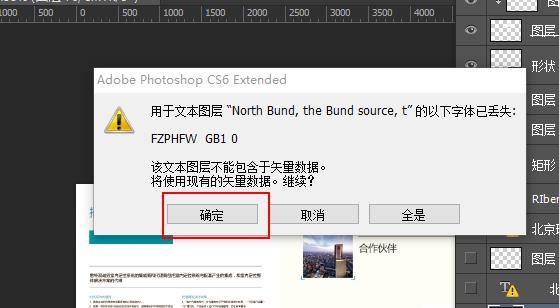 1000 500 0 500 1000 1500 2000 2500 3000 3500 4000
图层
图层
形状
Adobe Photoshop CS6 Extended
用于文本图层 “North Bund, the Bund source, t” 的以下字体已丢失:
FZPHFW GB1 0
该文本图层不能包含于矢量数据。
将使用现有的矢量数据。继续?
确定 取消 全是
图层
图层
矩形
RIber
北京
合作伙伴
图层
T 北